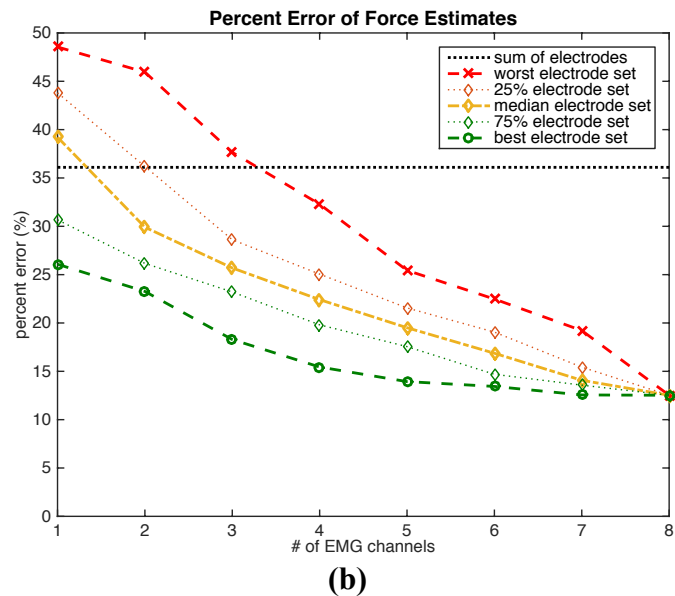 Percent Error of Force Estimates
50
45
40
35
30
25
20
15
10
5
0
percent error (%)
sum of electrodes
worst electrode set
25% electrode set
median electrode set
75% electrode set
best electrode set
1 2 3 4 5 6 7 8
# of EMG channels
(b)